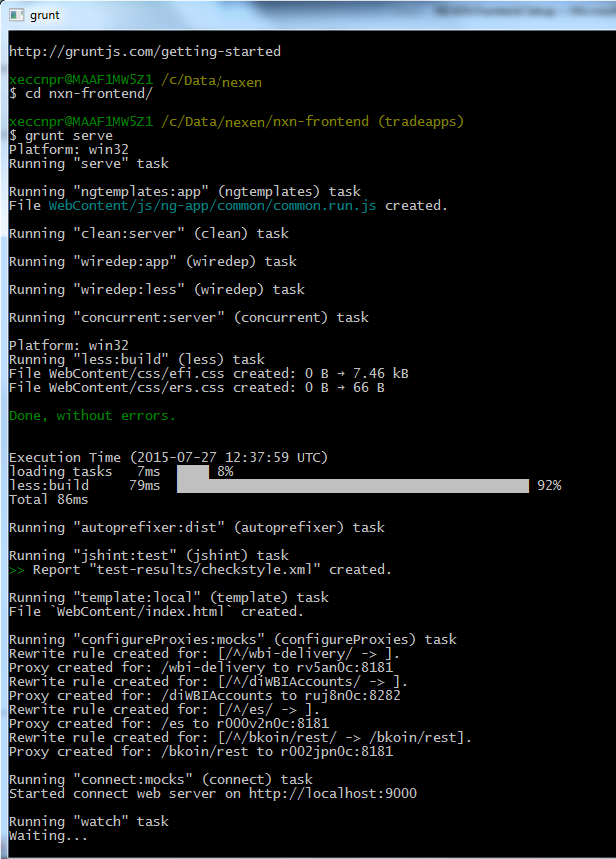 grunt
http://gruntjs.com/getting-started
xeccnpr@MAAF1MW5Z1 /c/Data/nexen
$ cd nxn-frontend/
xeccnpr@MAAF1MW5Z1 /c/Data/nexen/nxn-frontend (tradeapps)
$ grunt serve
Platform: win32
Running "serve" task
Running "ngtemplates:app" (ngtemplates) task
File WebContent/js/ng-app/common/common.run.js created.
Running "clean:server" (clean) task
Running "wiredep:app" (wiredep) task
Running "wiredep:less" (wiredep) task
Running "concurrent:server" (concurrent) task
Platform: win32
Running "less:build" (less) task
File WebContent/css/efi.css created: 0 B → 7.46 kB
File WebContent/css/ers.css created: 0 B → 66 B
Done, without errors.
Execution Time (2015-07-27 12:37:59 UTC)
loading tasks 7ms 8%
less:build 79ms 92%
Total 86ms
Running "autoprefixer:dist" (autoprefixer) task
Running "jshint:test" (jshint) task
>> Report "test-results/checkstyle.xml" created.
Running "template:local" (template) task
File `WebContent/index.html` created.
Running "configureProxies:mocks" (configureProxies) task
Rewrite rule created for: [/^/wbi-delivery/ -> ].
Proxy created for: /wbi-delivery to rv5an0c:8181
Rewrite rule created for: [/^/diWBIAccounts/ -> ].
Proxy created for: /diWBIAccounts to ruj8n0c:8282
Rewrite rule created for: [/^/es/ -> ].
Proxy created for: /es to r000v2n0c:8181
Rewrite rule created for: [/^/bkoin/rest/ -> /bkoin/rest].
Proxy created for: /bkoin/rest to r002jpn0c:8181
Running "connect:mocks" (connect) task
Started connect web server on http://localhost:9000
Running "watch" task
Waiting...